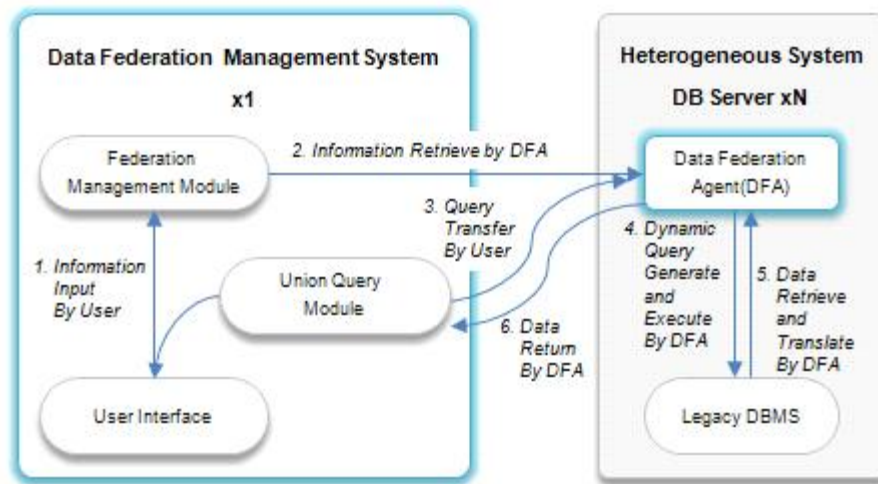 Data Federation Management System
x1
Federation
Management Module
1. Information
Input
By User
Union Query
Module
User Interface
2. Information Retrieve by DFA
3. Query
Transfer
By User
6. Data
Return
By DFA
Heterogeneous System
DB Server xN
Data Federation
Agent(DFA)
4. Dynamic
Query
Generate
and
Execute
By DFA
5. Data
Retrieve
and
Translate
By DFA
Legacy DBMS